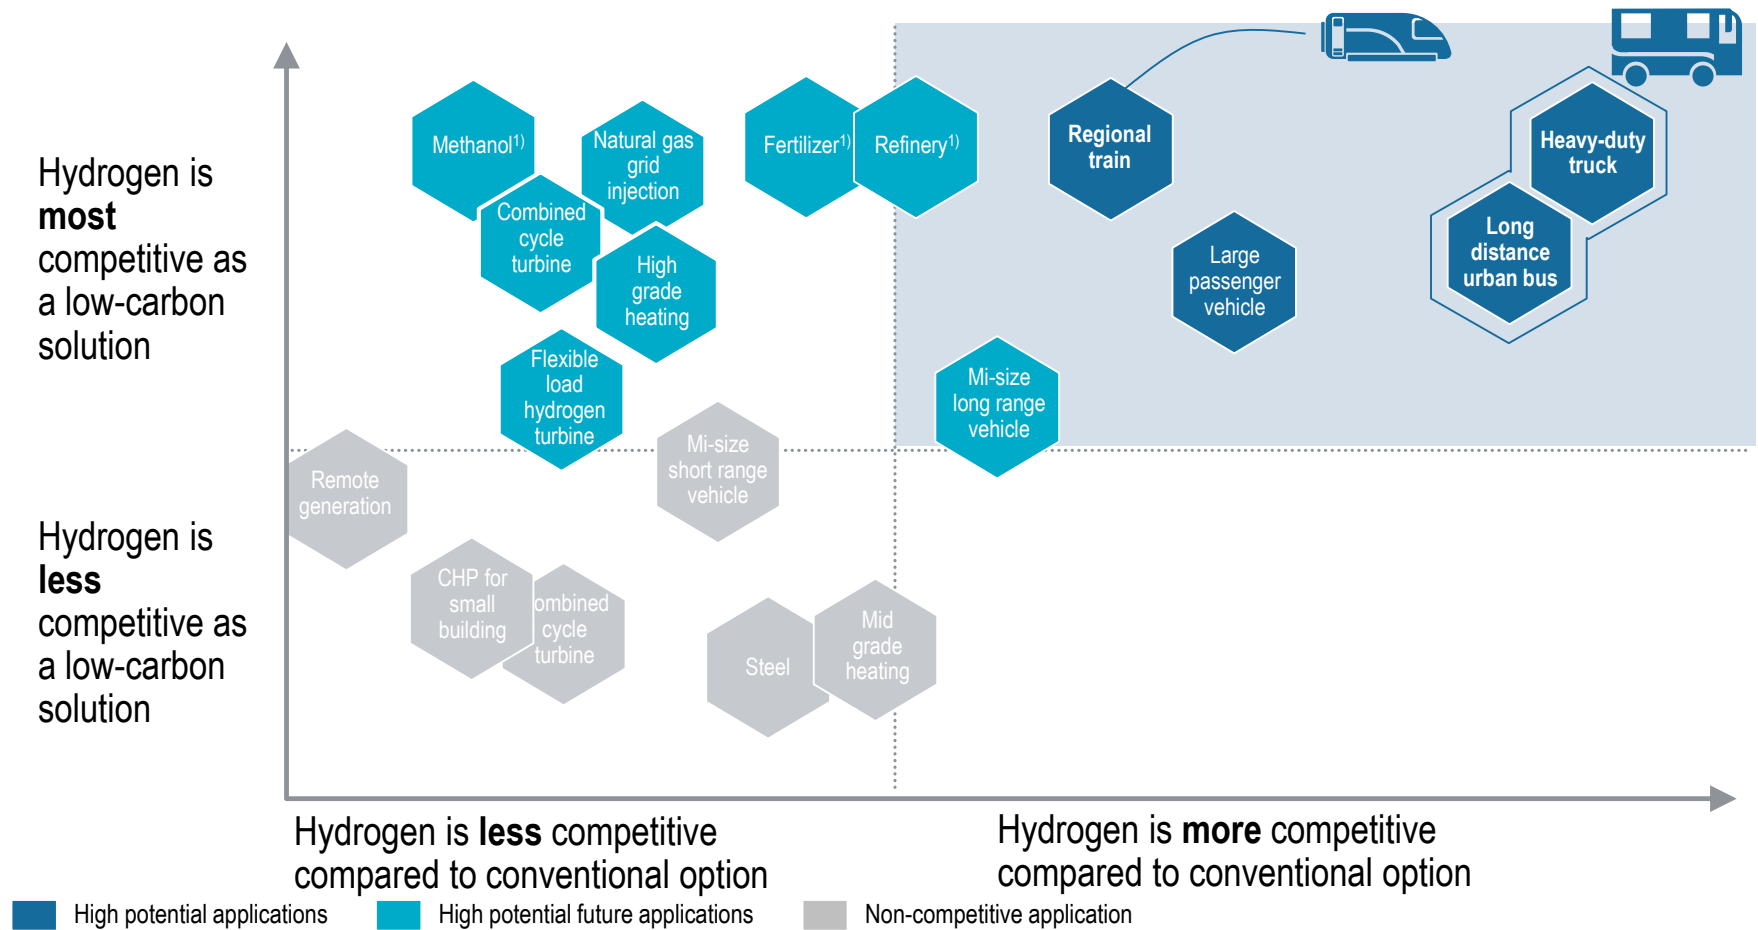 Hydrogen is
most
competitive as
a low-carbon
solution
Hydrogen is
less
competitive as
a low-carbon
solution
Methanol1)
Natural gas
grid
injection
Combined
cycle
turbine
High
grade
heating
Flexible
load
hydrogen
turbine
Fertilizer1)
Refinery1)
Regional
train
Large
passenger
vehicle
Heavy-duty
truck
Long
distance
urban bus
Mi-size
long range
vehicle
Mi-size
short range
vehicle
Remote
generation
CHP for
small
building
ombined
cycle
turbine
Steel
Mid
grade
heating
Hydrogen is less competitive
compared to conventional option
Hydrogen is more competitive
compared to conventional option
High potential applications
High potential future applications
Non-competitive application